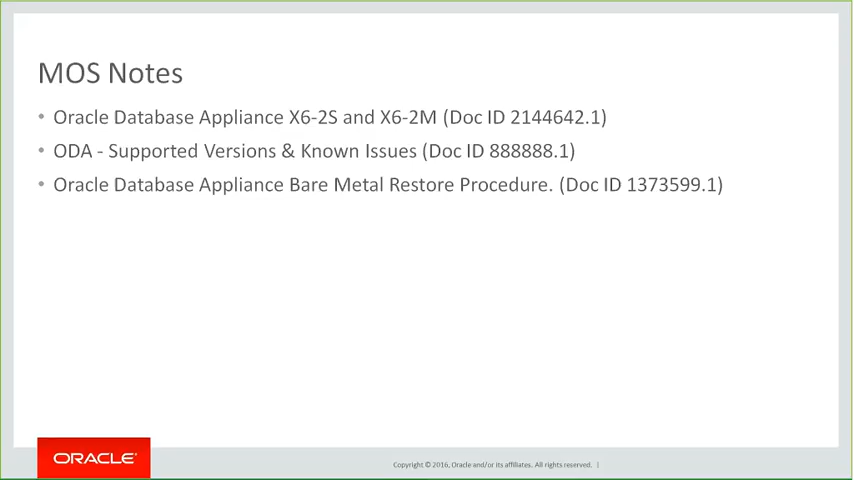 MOS Notes
• Oracle Database Appliance X6-2S and X6-2M (Doc ID 2144642.1)
• ODA - Supported Versions & Known Issues (Doc ID 888888.1)
• Oracle Database Appliance Bare Metal Restore Procedure. (Doc ID 1373599.1)
ORACLE®
Copyright © 2016, Oracle and/or its affiliates. All rights reserved. |